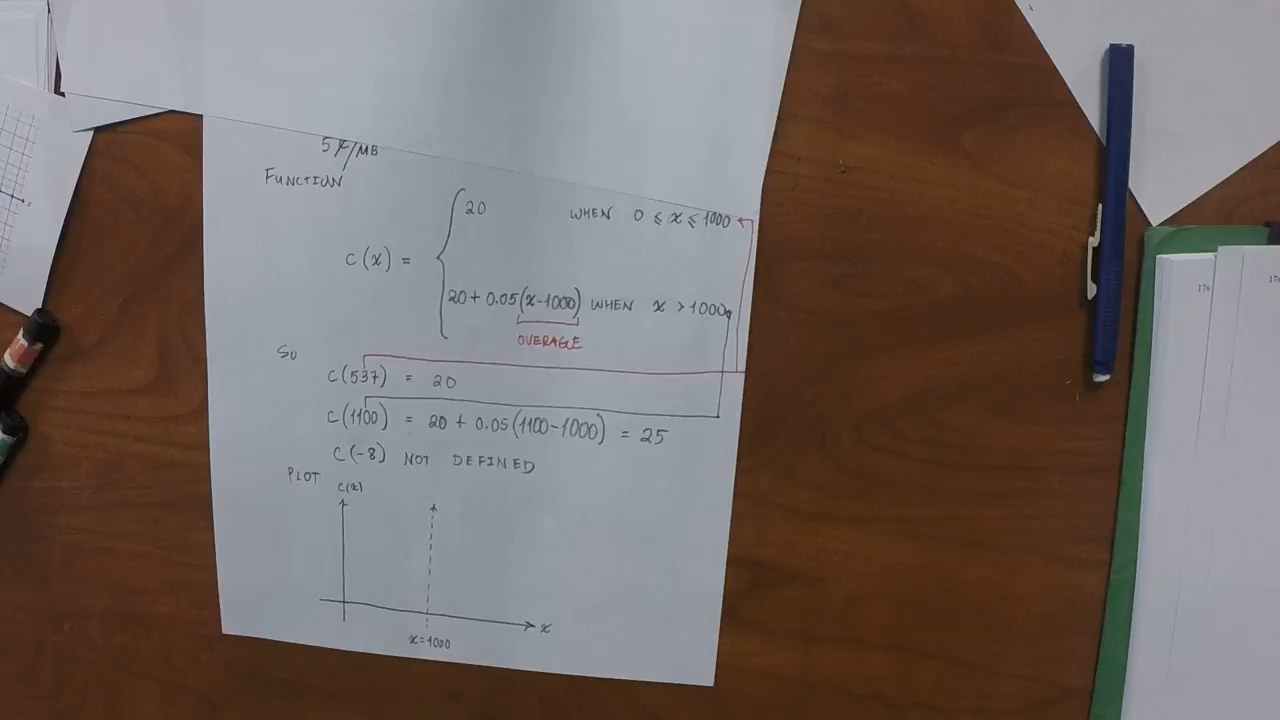 5¢/MB
FUNCTION
20 WHEN 0 ≤ x ≤ 1000
C(x) =
20 + 0.05(x-1000) WHEN x > 1000
OVERAGE
SO
C(537) = 20
C(1100) = 20 + 0.05(1100-1000) = 25
C(-8) NOT DEFINED
PLOT
C(x)
x
x=1000